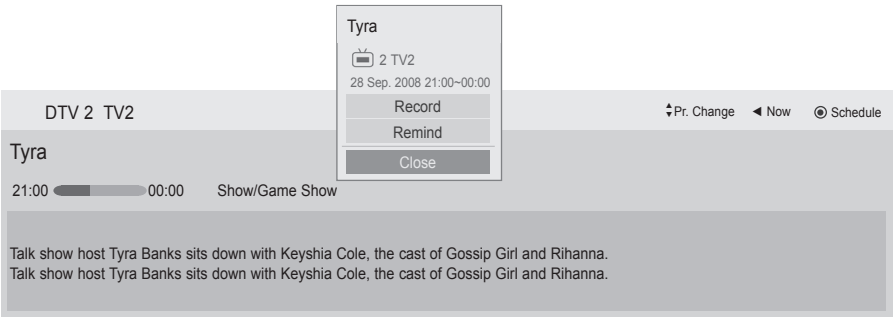 Tyra
2 TV2
28 Sep. 2008 21:00~00:00
Record
Remind
Close
DTV 2 TV2
Pr. Change
Now
Schedule
Tyra
21:00 00:00 Show/Game Show
Talk show host Tyra Banks sits down with Keyshia Cole, the cast of Gossip Girl and Rihanna.
Talk show host Tyra Banks sits down with Keyshia Cole, the cast of Gossip Girl and Rihanna.